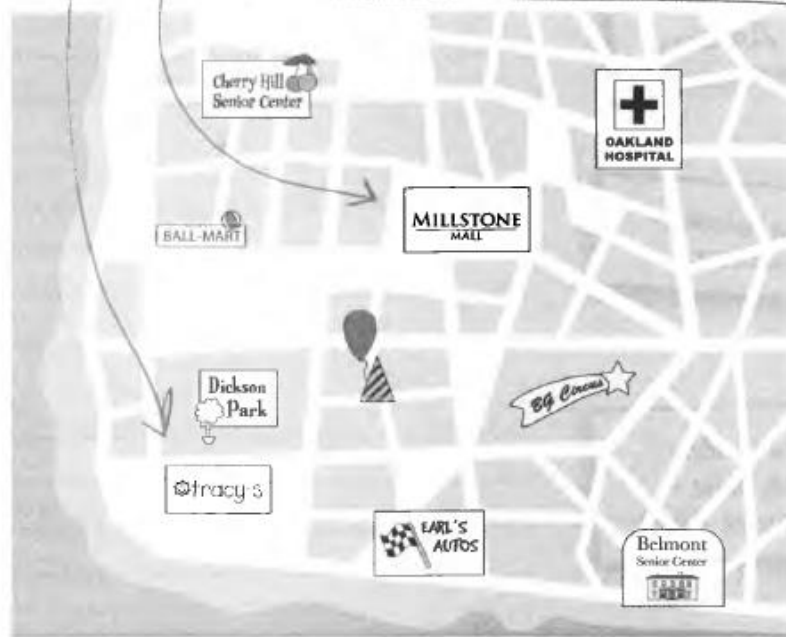 Cherry Hill
Senior Center
OAKLAND
HOSPITAL
MILLSTONE
MALL
BALL-MART
Dickson
Park
BG Circus
tracy-s
EARL'S
AUTOS
Belmont
Senior Center